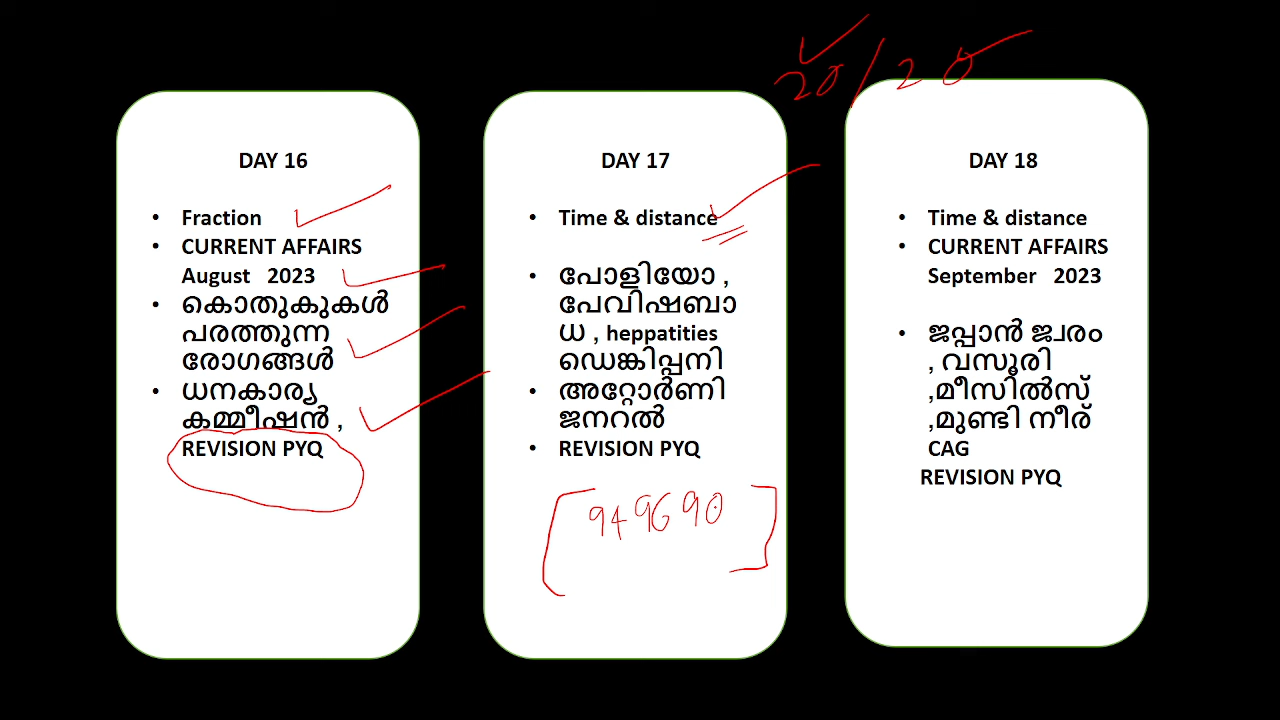 20/20
DAY 16
Fraction
CURRENT AFFAIRS
August 2023
കൊതുകുകൾ
പരത്തുന്ന
രോഗങ്ങൾ
ധനകാര്യ
കമ്മീഷൻ ,
REVISION PYQ
DAY 17
Time & distance
പോളിയോ ,
പേവിഷബാ
ധ , heppatities
ഡെങ്കിപ്പനി
അറ്റോർണി
ജനറൽ
REVISION PYQ
949690
DAY 18
Time & distance
CURRENT AFFAIRS
September 2023
ജപ്പാൻ ജ്വരം
, വസൂരി
,മീസിൽസ്
,മുണ്ടി നീര്
CAG
REVISION PYQ